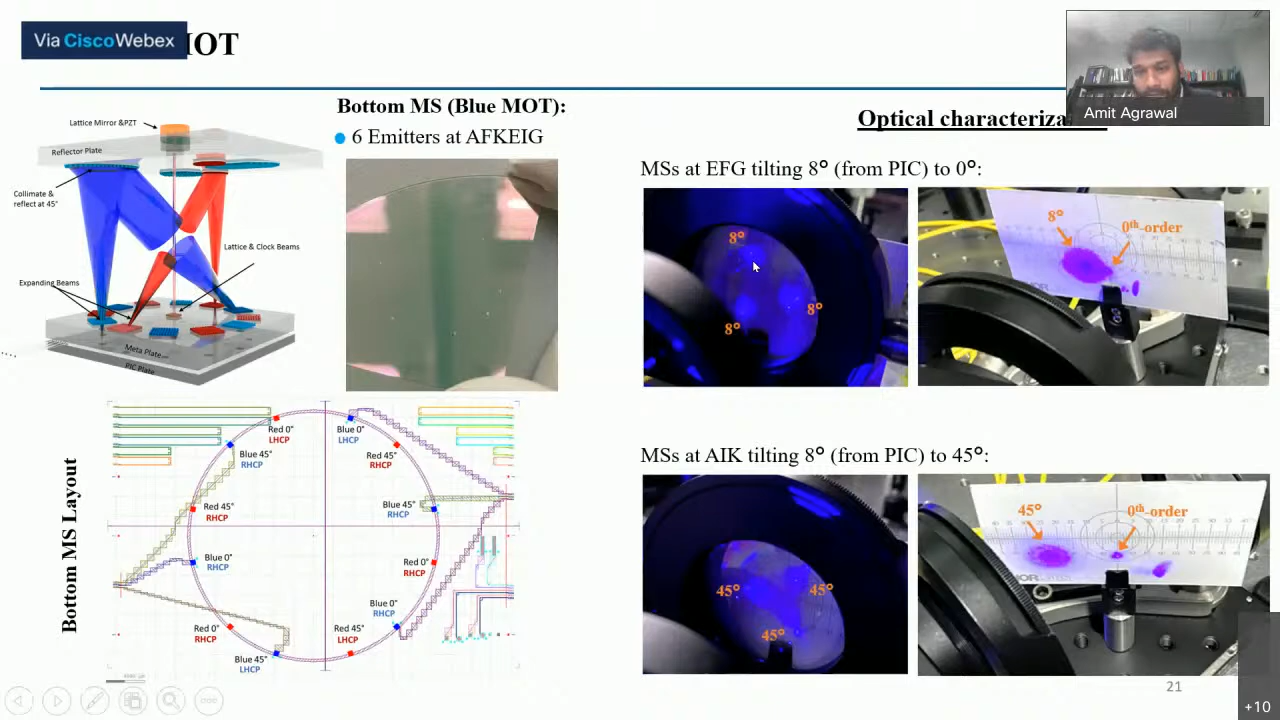 Via Cisco Webex
OT
Amit Agrawal
Bottom MS (Blue MOT):
6 Emitters at AFKEIG
Optical characteriza
Lattice Mirror &PZT
Reflector Plate
Collimate &
reflect at 45°
Lattice & Clock Beams
Expanding Beams
Meta Plate
PIC Plate
MSs at EFG tilting 8° (from PIC) to 0°:
8°
8°
8°
8°
0th-order
Bottom MS Layout
Red 0°
LHCP
Blue 0°
LHCP
Blue 45°
RHCP
Red 45°
RHCP
Red 45°
RHCP
Blue 45°
RHCP
Blue 0°
RHCP
Red 0°
RHCP
Blue 0°
RHCP
Red 0°
RHCP
Red 45°
LHCP
Blue 45°
LHCP
MSs at AIK tilting 8° (from PIC) to 45°:
45°
45°
45°
45°
0th-order
21
+10